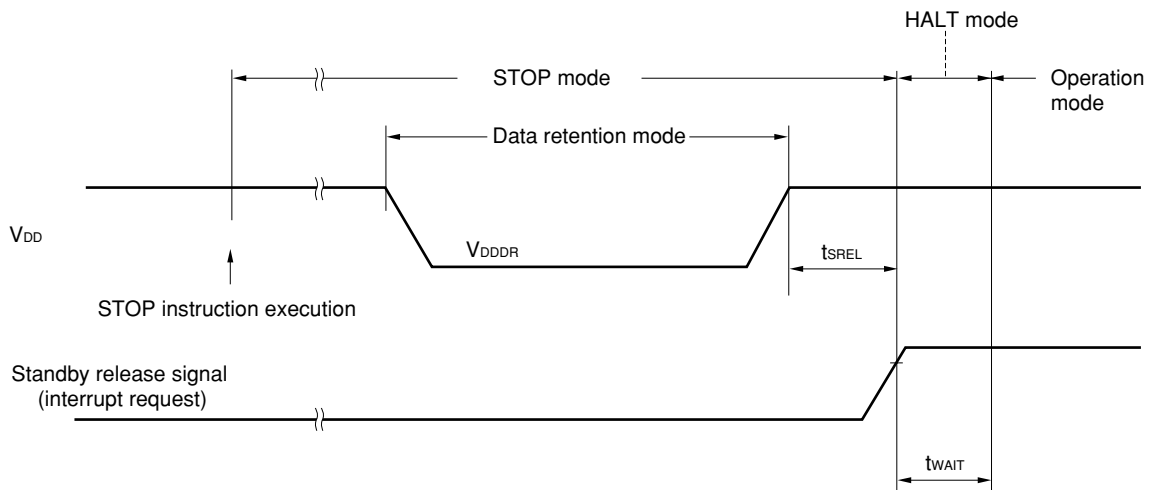 HALT mode
STOP mode
Operation
mode
Data retention mode
VDD
VDDDR
tSREL
STOP instruction execution
Standby release signal
(interrupt request)
tWAIT